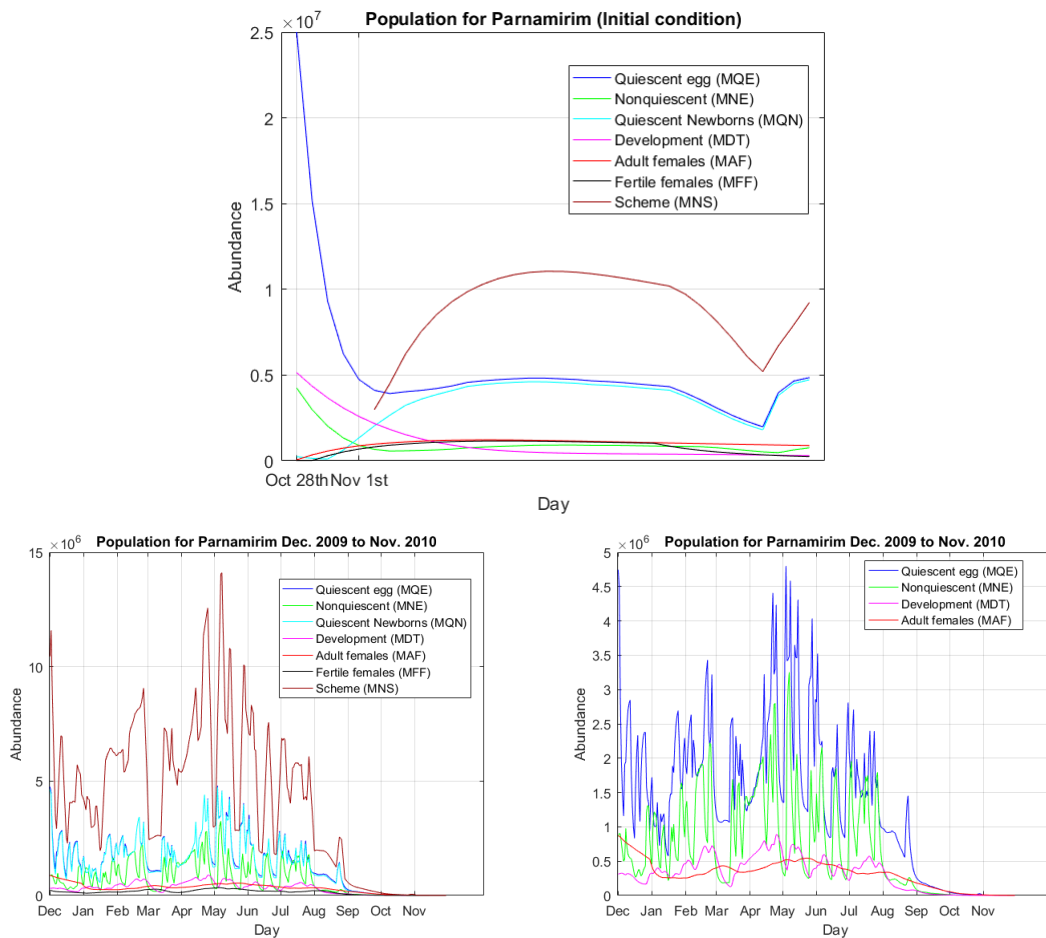 Population for Parnamirim (Initial condition)
×10^7
2.5
2
1.5
1
0.5
0
Abundance
Quiescent egg (MQE)
Nonquiescent (MNE)
Quiescent Newborns (MQN)
Development (MDT)
Adult females (MAF)
Fertile females (MFF)
Scheme (MNS)
Oct 28th Nov 1st
Day
Population for Parnamirim Dec. 2009 to Nov. 2010
×10^6
15
10
5
0
Abundance
Quiescent egg (MQE)
Nonquiescent (MNE)
Quiescent Newborns (MQN)
Development (MDT)
Adult females (MAF)
Fertile females (MFF)
Scheme (MNS)
Dec Jan Feb Mar Apr May Jun Jul Aug Sep Oct Nov
Day
Population for Parnamirim Dec. 2009 to Nov. 2010
×10^6
5
4.5
4
3.5
3
2.5
2
1.5
1
0.5
0
Abundance
Quiescent egg (MQE)
Nonquiescent (MNE)
Development (MDT)
Adult females (MAF)
Dec Jan Feb Mar Apr May Jun Jul Aug Sep Oct Nov
Day